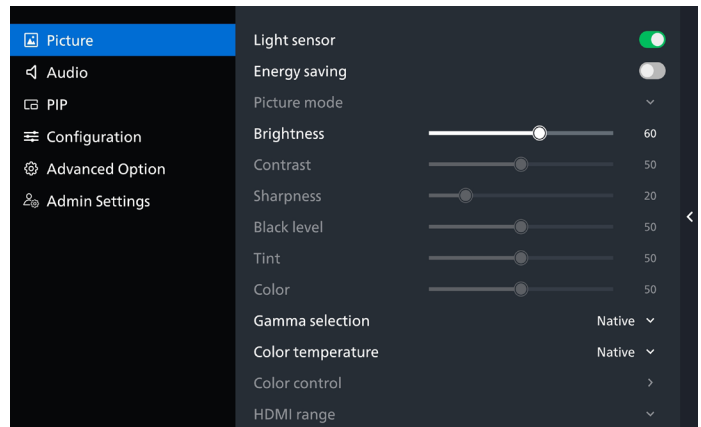 Picture
Audio
PIP
Configuration
Advanced Option
Admin Settings
Light sensor
Energy saving
Picture mode
Brightness 60
Contrast 50
Sharpness 20
Black level 50
Tint 50
Color 50
Gamma selection Native
Color temperature Native
Color control
HDMI range